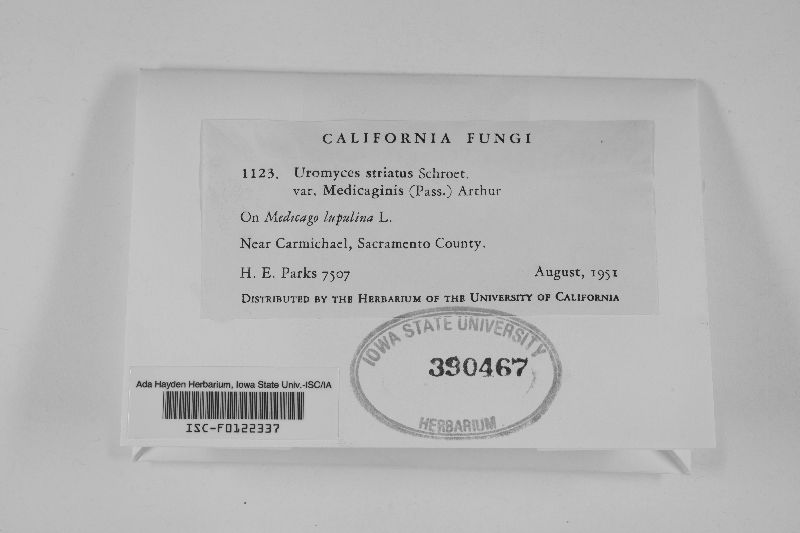 CALIFORNIA FUNGI
1123. Uromyces striatus Schroet.
var. Medicaginis (Pass.) Arthur
On Medicago lupulina L.
Near Carmichael, Sacramento County.
H. E. Parks 7507 August, 1951
DISTRIBUTED BY THE HERBARIUM OF THE UNIVERSITY OF CALIFORNIA
IOWA STATE UNIVERSITY
390467
HERBARIUM
Ada Hayden Herbarium, Iowa State Univ.-ISC/IA
ISC-F0122337